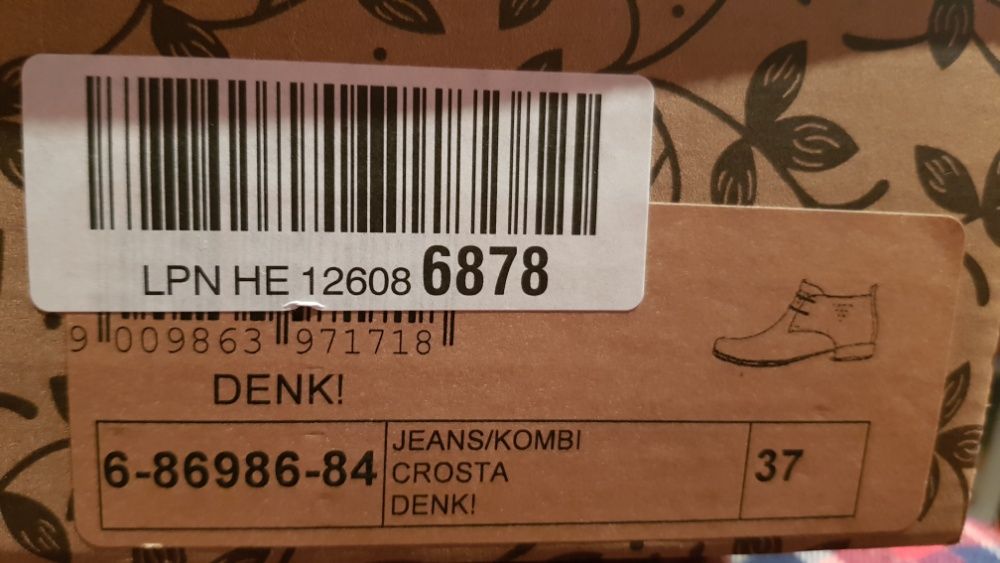 LPN HE 12608 6878
9 009863 971718
DENK!
6-86986-84
JEANS/KOMBI
CROSTA
DENK!
37